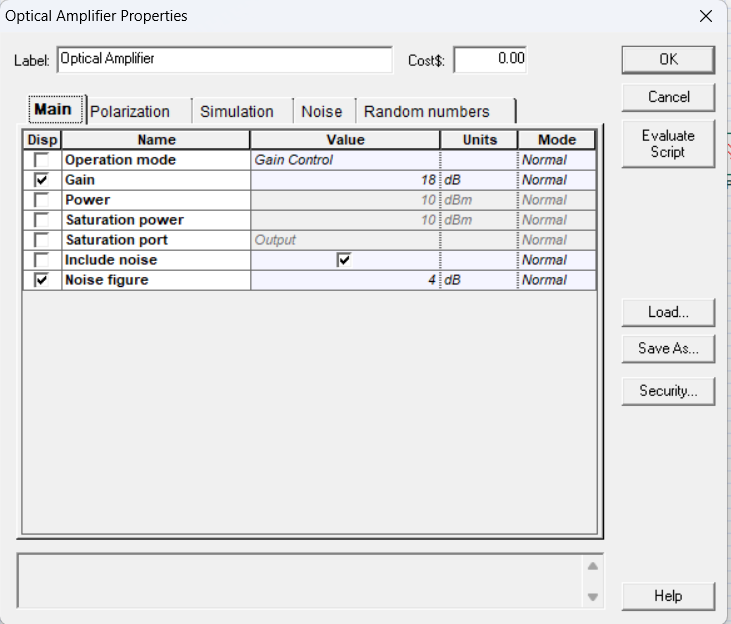 Optical Amplifier Properties
Label: Optical Amplifier Cost$: 0.00 OK
Cancel
Main Polarization Simulation Noise Random numbers
Evaluate Script
Disp Name Value Units Mode
Operation mode Gain Control Normal
Gain 18 dB Normal
Power 10 dBm Normal
Saturation power 10 dBm Normal
Saturation port Output Normal
Include noise Normal
Noise figure 4 dB Normal
Load...
Save As...
Security...
Help